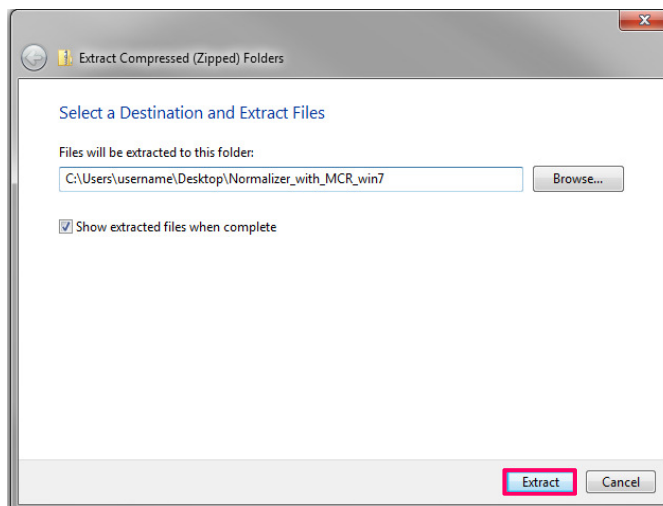 Extract Compressed (Zipped) Folders
Select a Destination and Extract Files
Files will be extracted to this folder:
C:\Users\username\Desktop\Normalizer_with_MCR_win7
Browse...
Show extracted files when complete
Extract
Cancel